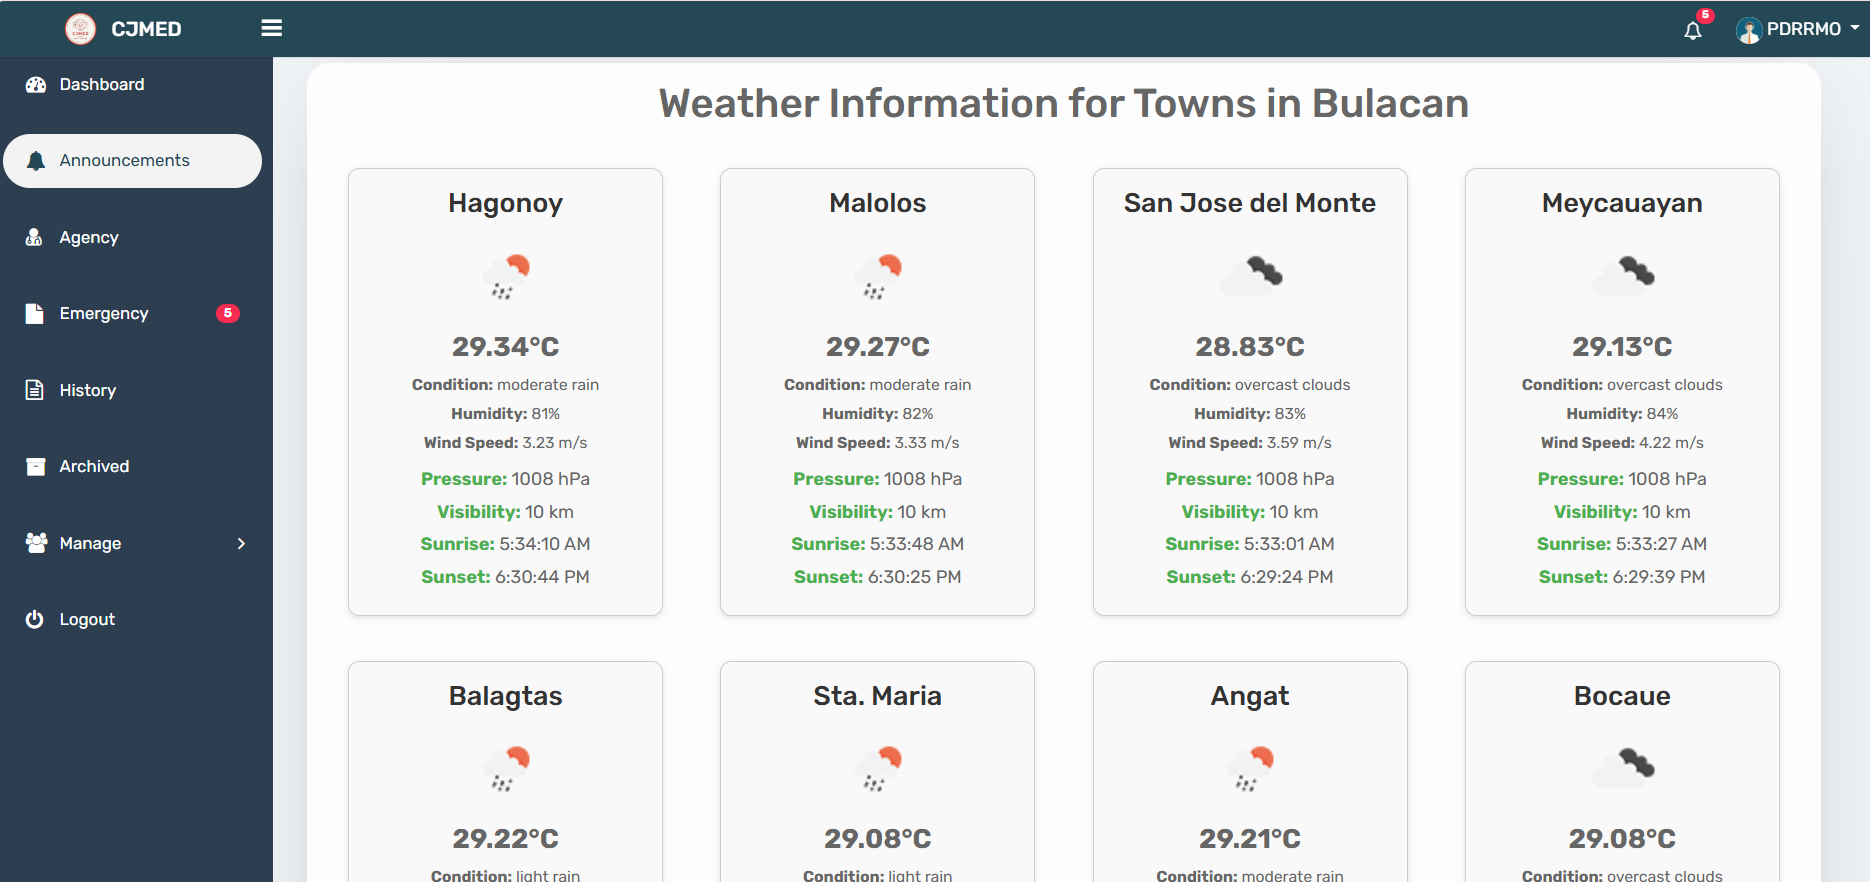 CJMED
5
PDRRMO
Dashboard
Announcements
Agency
Emergency 5
History
Archived
Manage
Logout
Weather Information for Towns in Bulacan
Hagonoy
29.34°C
Condition: moderate rain
Humidity: 81%
Wind Speed: 3.23 m/s
Pressure: 1008 hPa
Visibility: 10 km
Sunrise: 5:34:10 AM
Sunset: 6:30:44 PM
Malolos
29.27°C
Condition: moderate rain
Humidity: 82%
Wind Speed: 3.33 m/s
Pressure: 1008 hPa
Visibility: 10 km
Sunrise: 5:33:48 AM
Sunset: 6:30:25 PM
San Jose del Monte
28.83°C
Condition: overcast clouds
Humidity: 83%
Wind Speed: 3.59 m/s
Pressure: 1008 hPa
Visibility: 10 km
Sunrise: 5:33:01 AM
Sunset: 6:29:24 PM
Meycauayan
29.13°C
Condition: overcast clouds
Humidity: 84%
Wind Speed: 4.22 m/s
Pressure: 1008 hPa
Visibility: 10 km
Sunrise: 5:33:27 AM
Sunset: 6:29:39 PM
Balagtas
29.22°C
Condition: light rain
Sta. Maria
29.08°C
Condition: light rain
Angat
29.21°C
Condition: moderate rain
Bocaue
29.08°C
Condition: overcast clouds